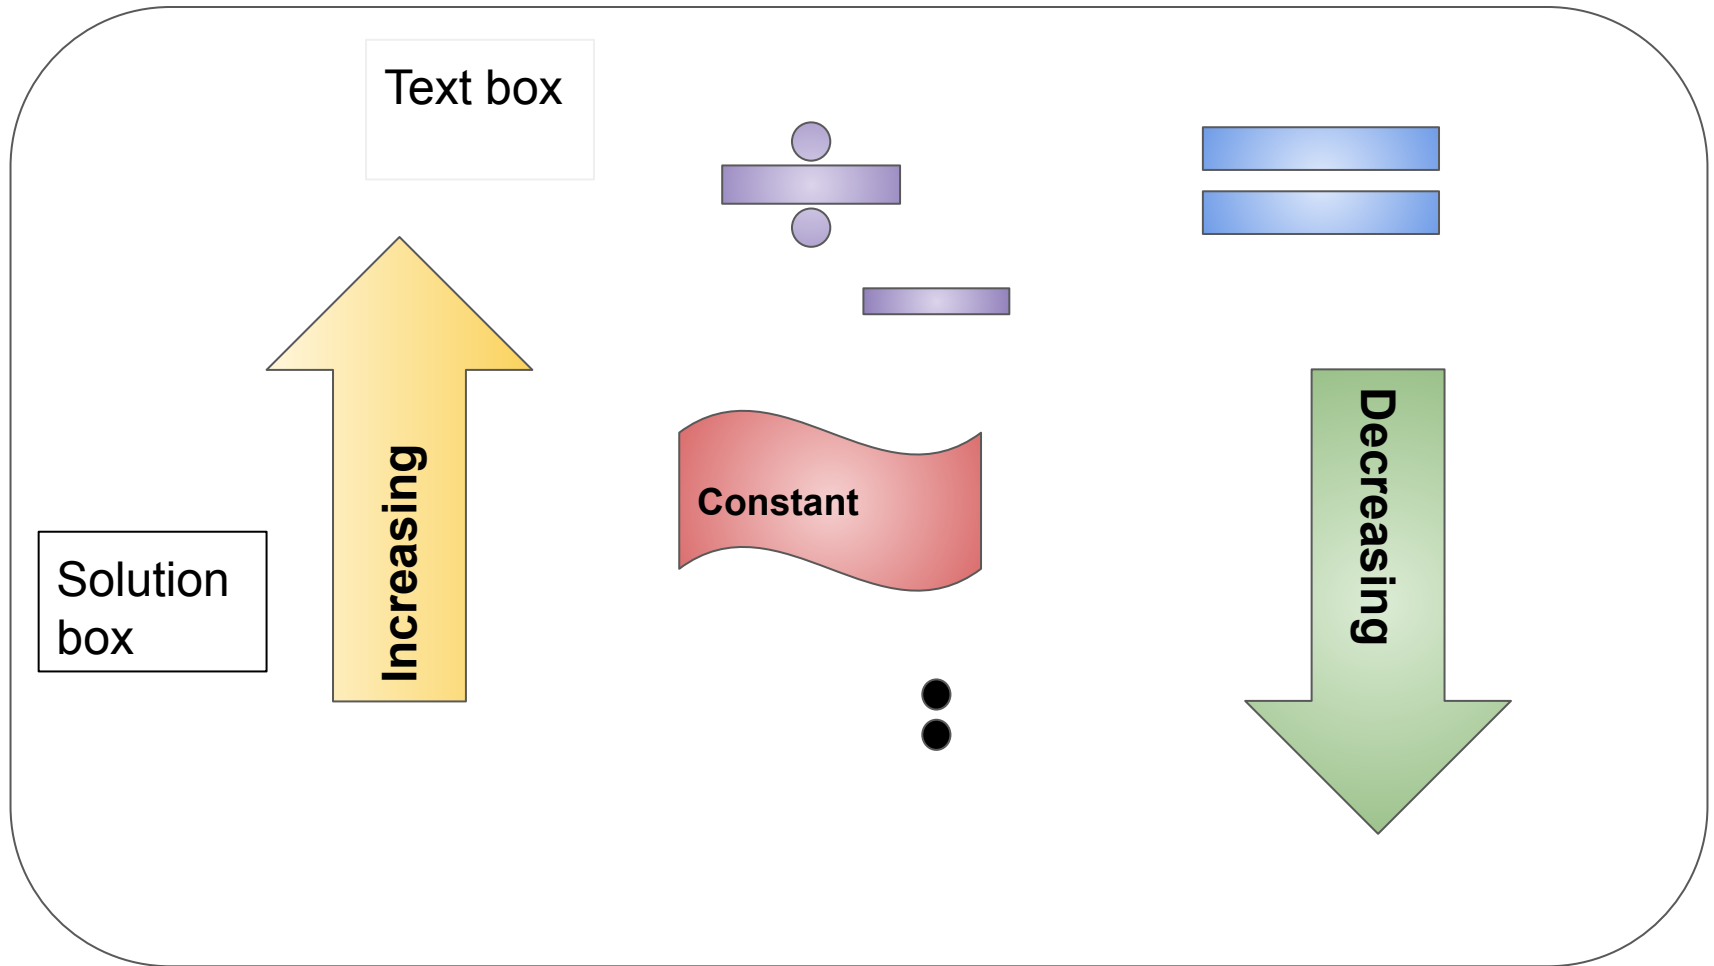 Text box
Increasing
Decreasing
Constant
Solution
box